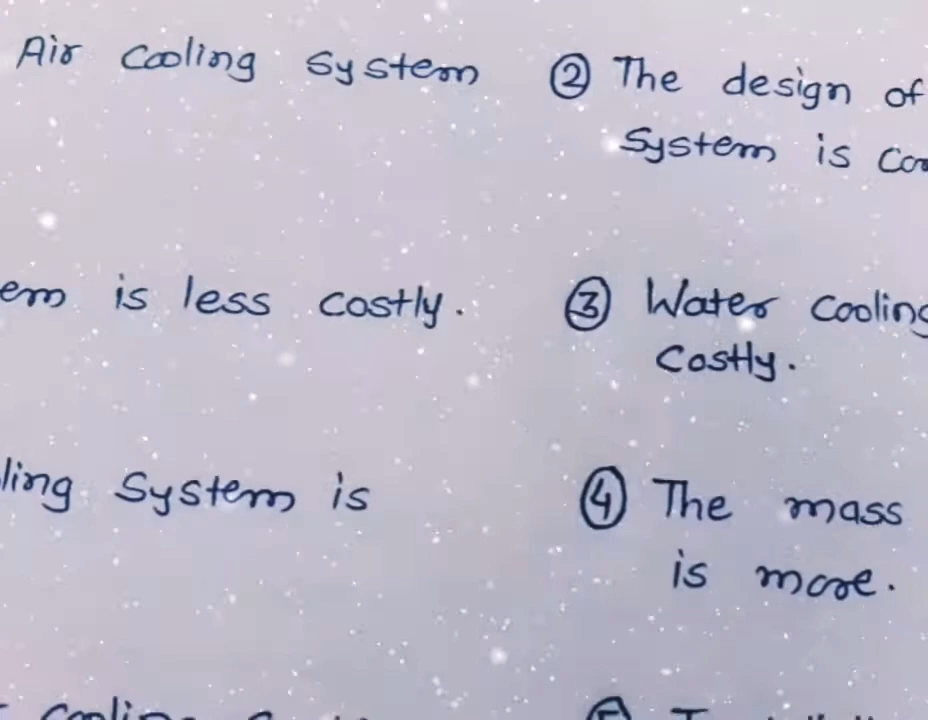 Air Cooling System
em is less costly.
ling System is
② The design of
System is Co
③ Water Cooling
Costly.
④ The mass
is more.